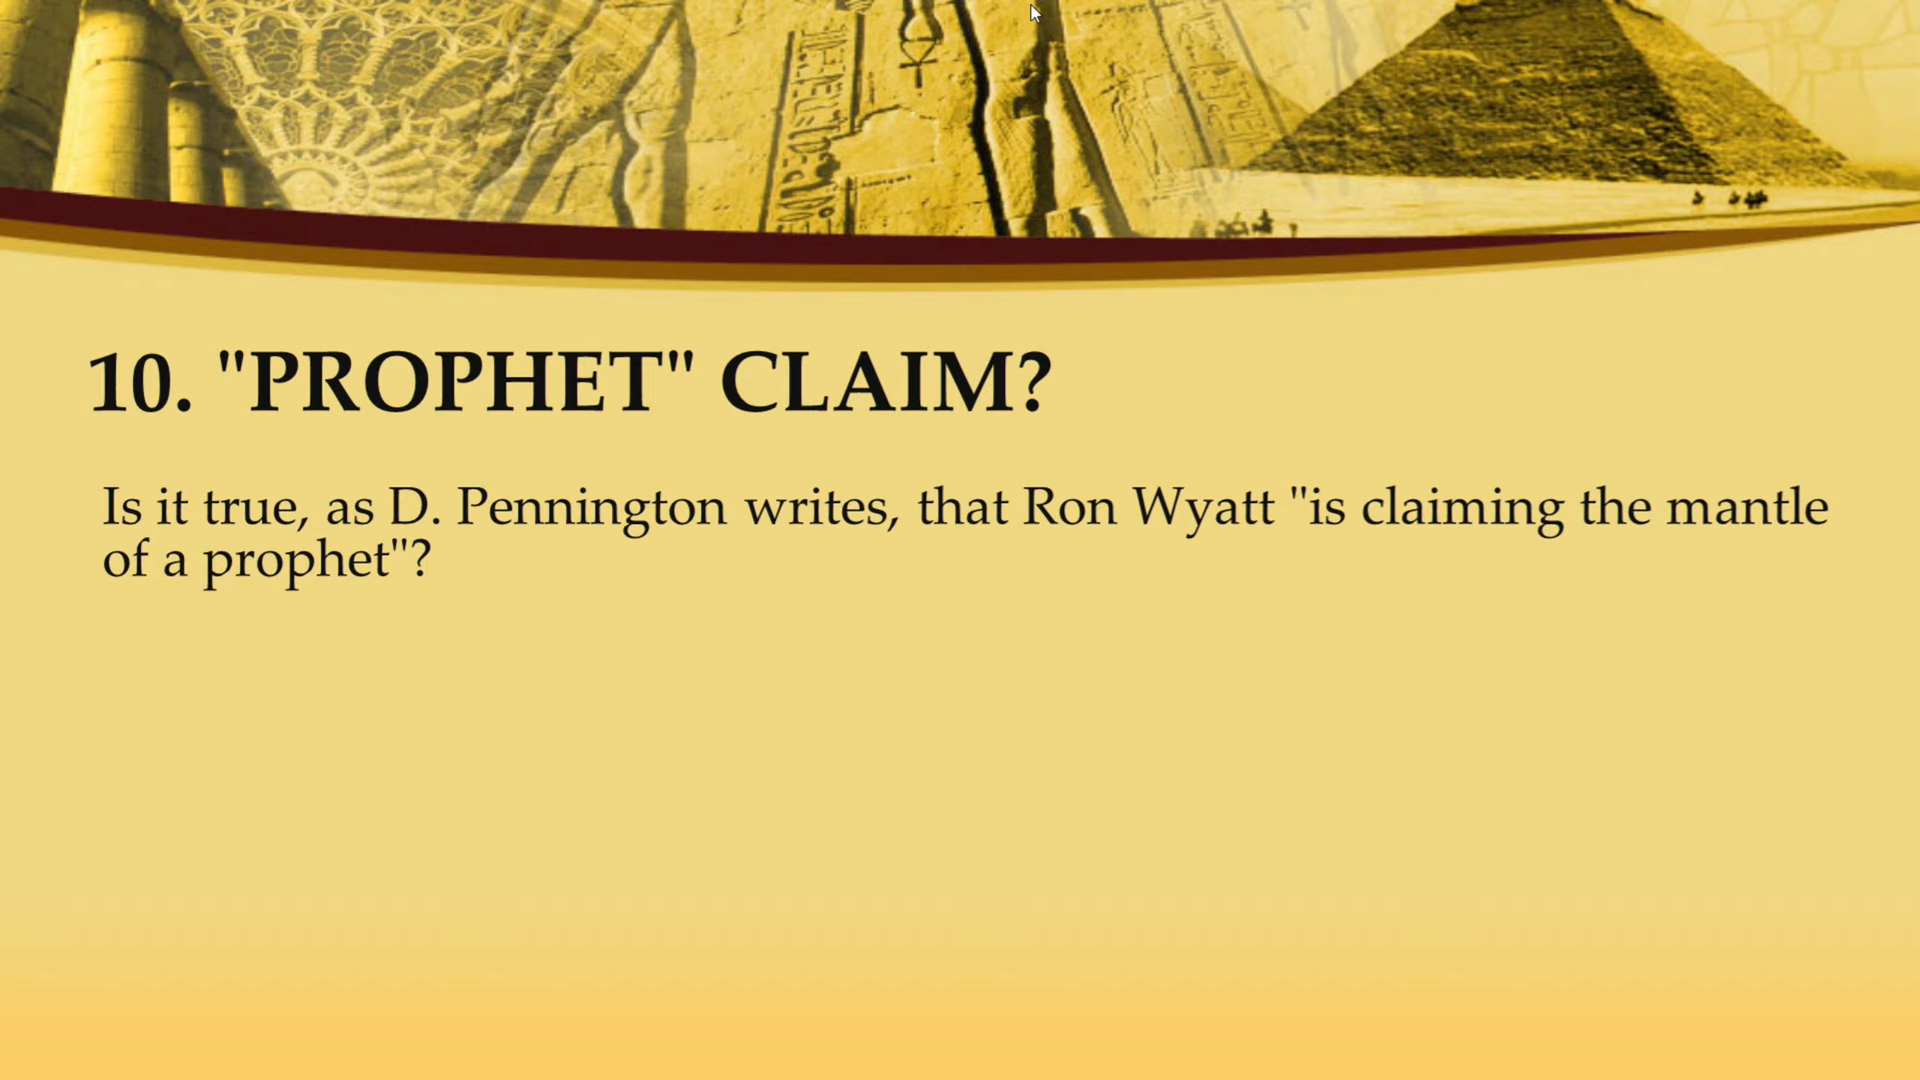 10. "PROPHET" CLAIM?
Is it true, as D. Pennington writes, that Ron Wyatt "is claiming the mantle
of a prophet"?